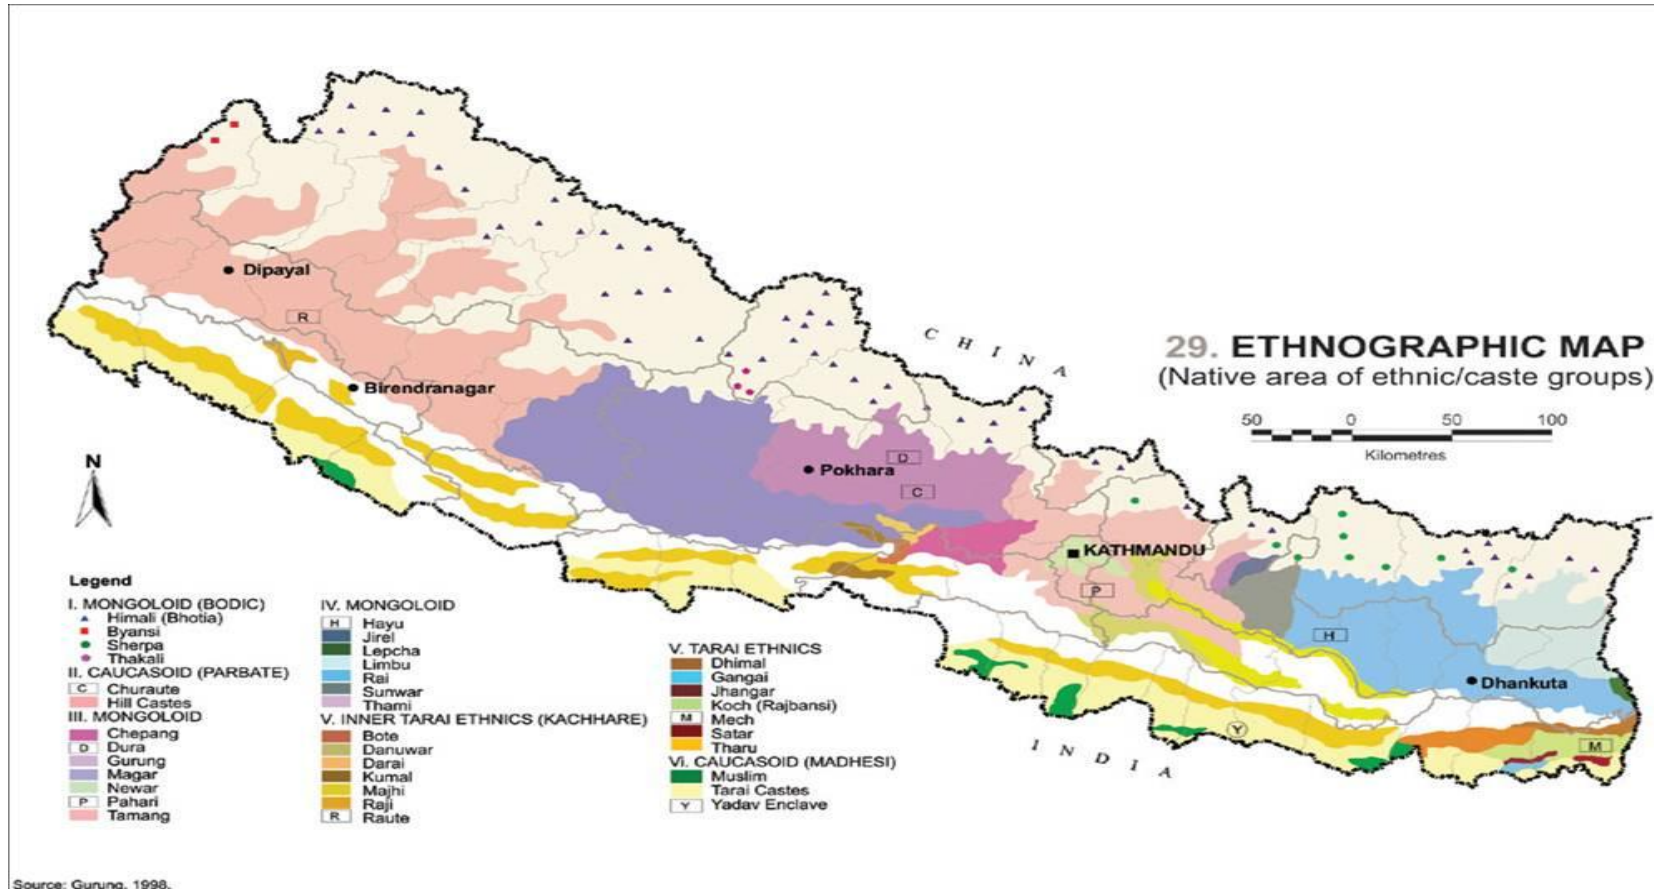 29. ETHNOGRAPHIC MAP
(Native area of ethnic/caste groups)
50 0 50 100
Kilometres
CHINA
INDIA
N
Dipayal
R
Birendranagar
Pokhara
D
C
KATHMANDU
P
H
Dhankuta
Y
M
Legend
I. MONGOLOID (BODIC)
Himali (Bhotia)
Byansi
Sherpa
Thakali
II. CAUCASOID (PARBATE)
C Churaute
Hill Castes
III. MONGOLOID
Chepang
D Dura
Gurung
Magar
Newar
P Pahari
Tamang
IV. MONGOLOID
H Hayu
Jirel
Lepcha
Limbu
Rai
Sunwar
Thami
V. INNER TARAI ETHNICS (KACHHARE)
Bote
Danuwar
Darai
Kumal
Majhi
Raji
R Raute
V. TARAI ETHNICS
Dhimal
Gangai
Jhangar
Koch (Rajbansi)
M Mech
Satar
Tharu
Vi. CAUCASOID (MADHESI)
Muslim
Tarai Castes
Y Yadav Enclave
Source: Gurung, 1998.